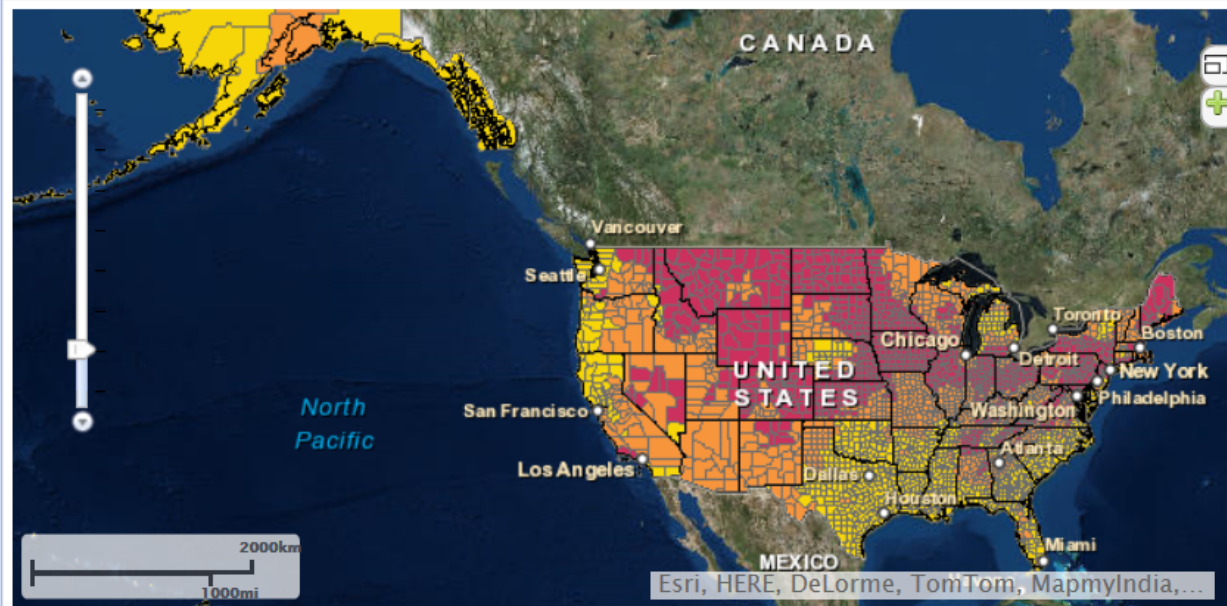 CANADA
Vancouver
Seattle
Toronto
Boston
Chicago
Detroit
UNITED
STATES
New York
Philadelphia
Washington
North
Pacific
San Francisco
Atlanta
Los Angeles
Dallas
Houston
2000km
1000mi
Miami
MEXICO
Esri, HERE, DeLorme, TomTom, MapmyIndia,...